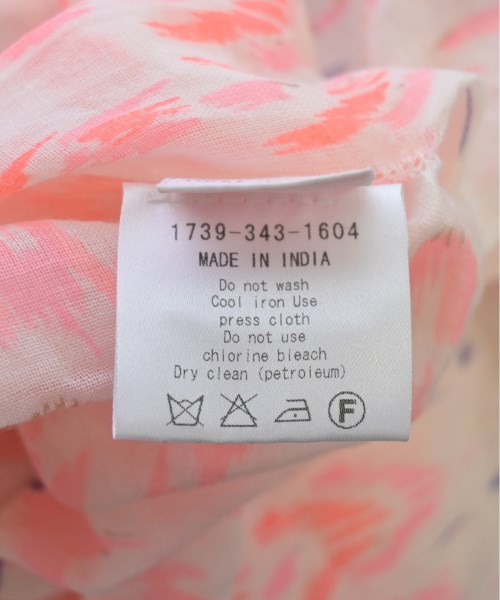 1739-343-1604
MADE IN INDIA
Do not wash
Cool iron Use
press cloth
Do not use
chlorine bleach
Dry clean (petroleum)
F